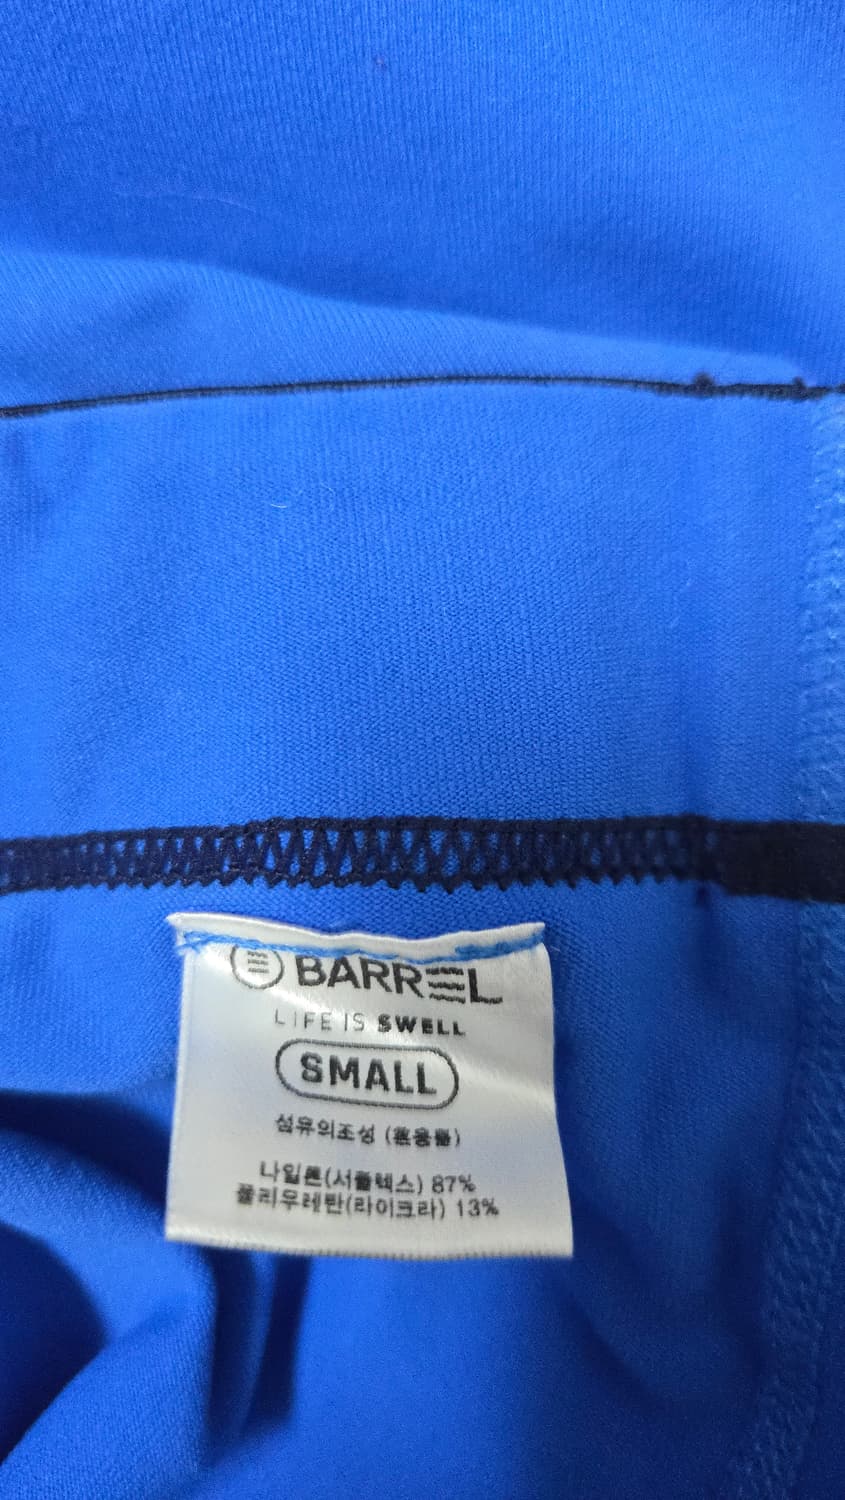 BARREL
LIFE IS SWELL
SMALL
섬유의조성 (혼용률)
나일론(서플렉스) 87%
폴리우레탄(라이크라) 13%